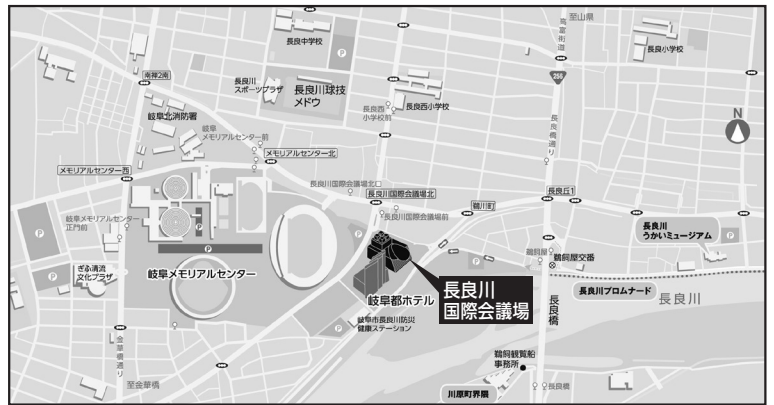 至山県
高富街道
長良中学校
P
長良小学校
南禅2南
長良川
スポーツプラザ
長良川球技
メドウ
256
長良西小学校
長良西
小学校前
岐阜北消防署
岐阜
メモリアルセンター前
N
長良橋通り
メモリアルセンター北
メモリアルセンター西
長良川国際会議場北口
長良川国際会議場北
長良丘1
鵜川町
長良川国際会議場前
岐阜メモリアルセンター
正門前
P
P
P
長良川
うかいミュージアム
P
鵜飼屋
鵜飼屋交番
P
P
ぎふ清流
文化プラザ
岐阜メモリアルセンター
長良川
国際会議場
岐阜都ホテル
長良川プロムナード
長良川
長良橋
P
岐阜市長良川防災
健康ステーション
金華橋通り
鵜飼観覧船
事務所
至金華橋
川原町界隈
長良橋